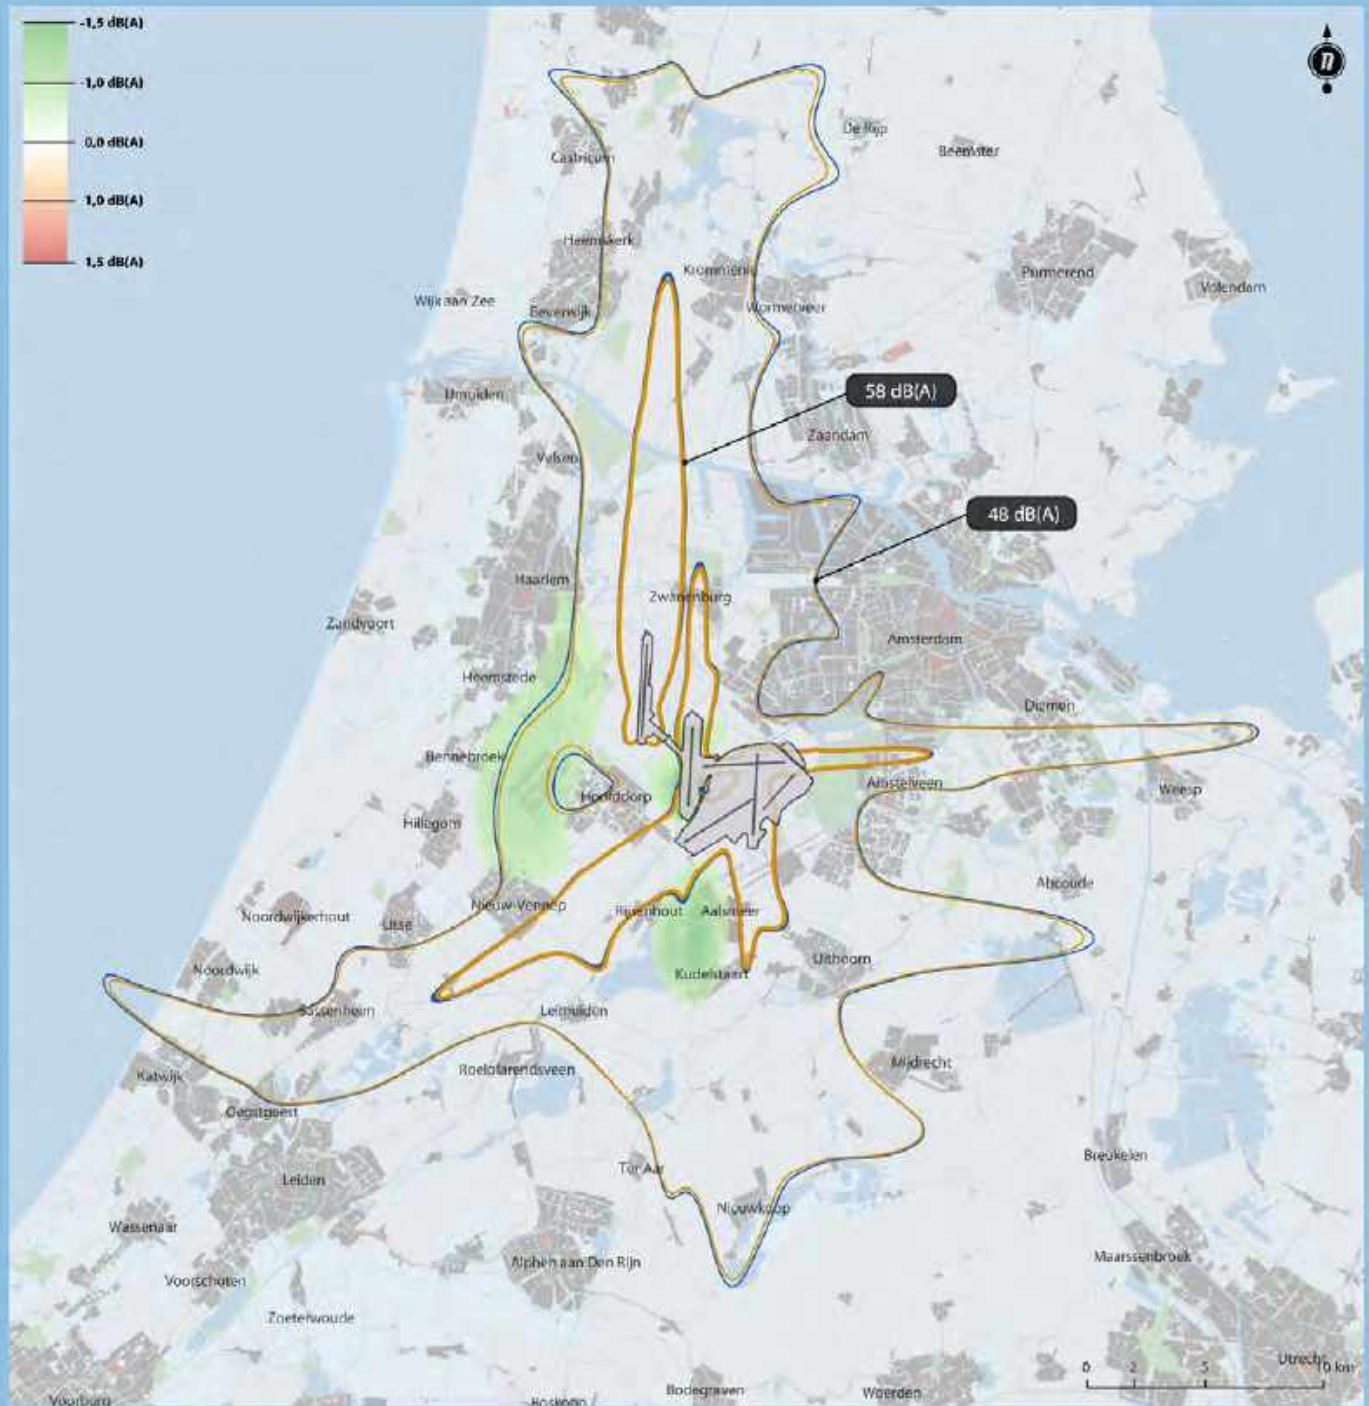 -1,5 dB(A)
-1,0 dB(A)
0,0 dB(A)
1,0 dB(A)
1,5 dB(A)
n
De Rijp
Beemster
Castricum
Heemskerk
Krommenie
Purmerend
Volendam
Wijk aan Zee
Wormerveer
Beverwijk
58 dB(A)
IJmuiden
Zaandam
Velsen
48 dB(A)
Haarlem
Zwanenburg
Zandvoort
Amsterdam
Heemstede
Diemen
Bennebroek
Amstelveen
Weesp
Hoofddorp
Hillegom
Abcoude
Nieuw-Vennep
Rijsenhout
Aalsmeer
Noordwijkerhout
Lisse
Uithoorn
Noordwijk
Kudelstaart
Sassenheim
Leimuiden
Mijdrecht
Roelofarendsveen
Katwijk
Oegstgeest
Breukelen
Ter Aar
Leiden
Nieuwkoop
Wassenaar
Maarssenbroek
Alphen aan Den Rijn
Voorschoten
Zoeterwoude
Utrecht
0 2 5 10 km
Bodegraven
Woerden
Voorburg
Boskoop